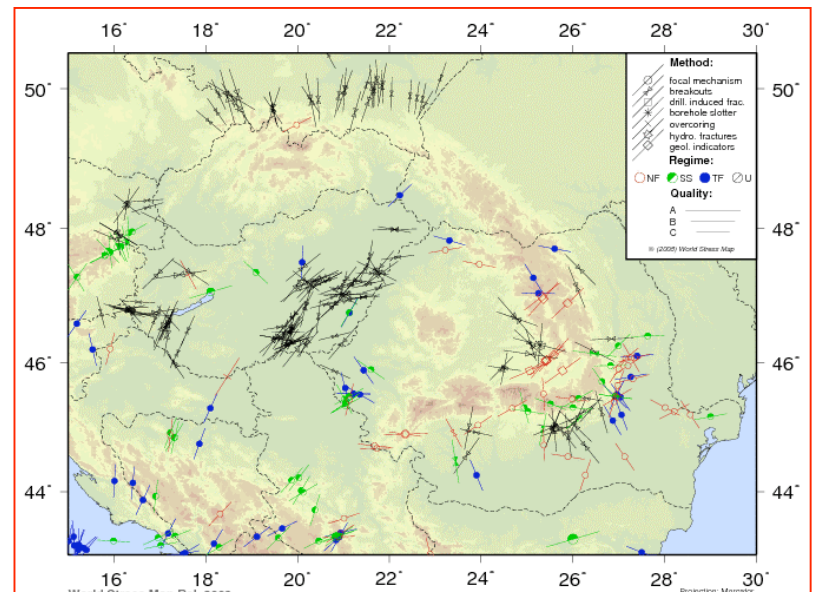 16° 18° 20° 22° 24° 26° 28° 30°
50° 50°
Method:
focal mechanism
breakouts
drill. induced frac.
borehole slotter
overcoring
hydro. fractures
geol. indicators
Regime:
NF SS TF U
Quality:
A
B
C
© (2005) World Stress Map
48° 48°
46° 46°
44° 44°
16° 18° 20° 22° 24° 26° 28° 30°
Projection: Mercator